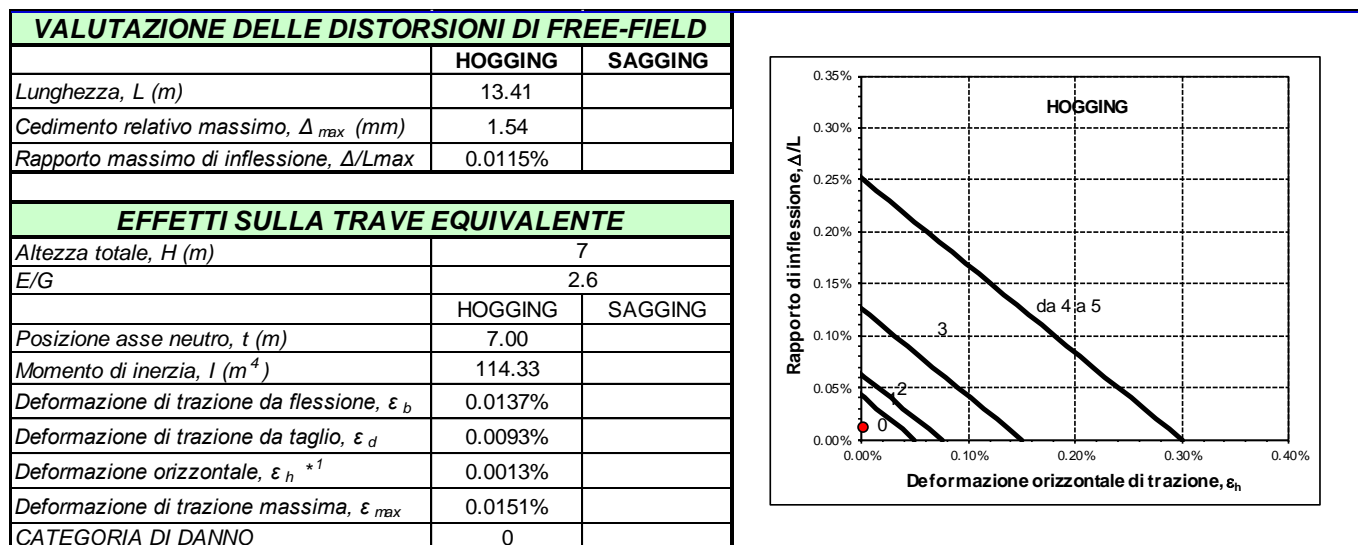 VALUTAZIONE DELLE DISTORSIONI DI FREE-FIELD
HOGGING SAGGING
Lunghezza, L (m) 13.41
Cedimento relativo massimo, Δ max (mm) 1.54
Rapporto massimo di inflessione, Δ/Lmax 0.0115%
EFFETTI SULLA TRAVE EQUIVALENTE
Altezza totale, H (m) 7
E/G 2.6
HOGGING SAGGING
Posizione asse neutro, t (m) 7.00
Momento di inerzia, I (m⁴) 114.33
Deformazione di trazione da flessione, ε b 0.0137%
Deformazione di trazione da taglio, ε d 0.0093%
Deformazione orizzontale, ε h *1 0.0013%
Deformazione di trazione massima, ε max 0.0151%
CATEGORIA DI DANNO 0
HOGGING
Rapporto di inflessione, Δ/L
0.35%
0.30%
0.25%
0.20%
0.15%
0.10%
0.05%
0.00%
da 4 a 5
3
2
1
0
0.00% 0.10% 0.20% 0.30% 0.40%
Deformazione orizzontale di trazione, εh